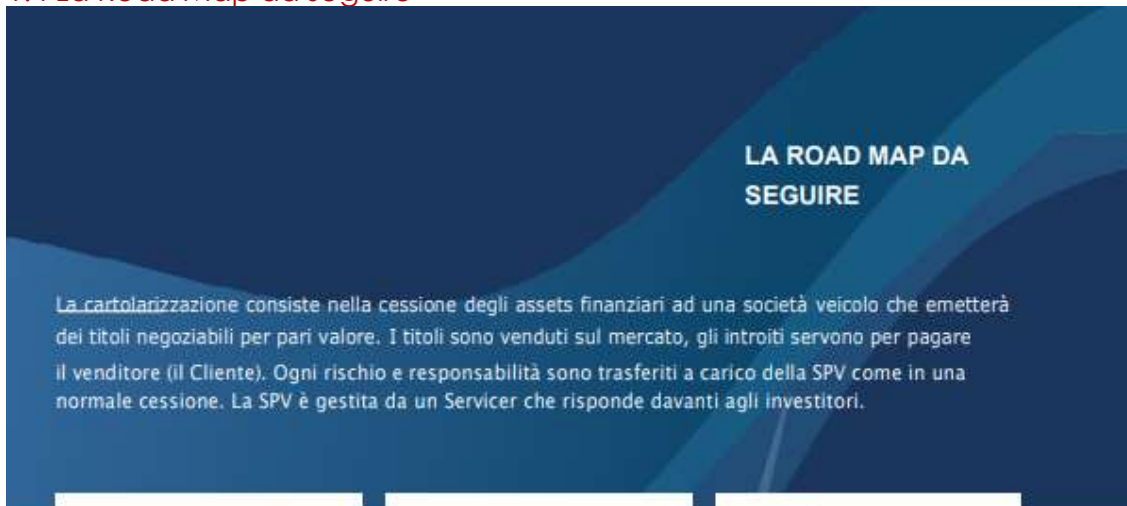 LA ROAD MAP DA
SEGUIRE
La cartolarizzazione consiste nella cessione degli assets finanziari ad una società veicolo che emetterà
dei titoli negoziabili per pari valore. I titoli sono venduti sul mercato, gli introiti servono per pagare
il venditore (il Cliente). Ogni rischio e responsabilità sono trasferiti a carico della SPV come in una
normale cessione. La SPV è gestita da un Servicer che risponde davanti agli investitori.